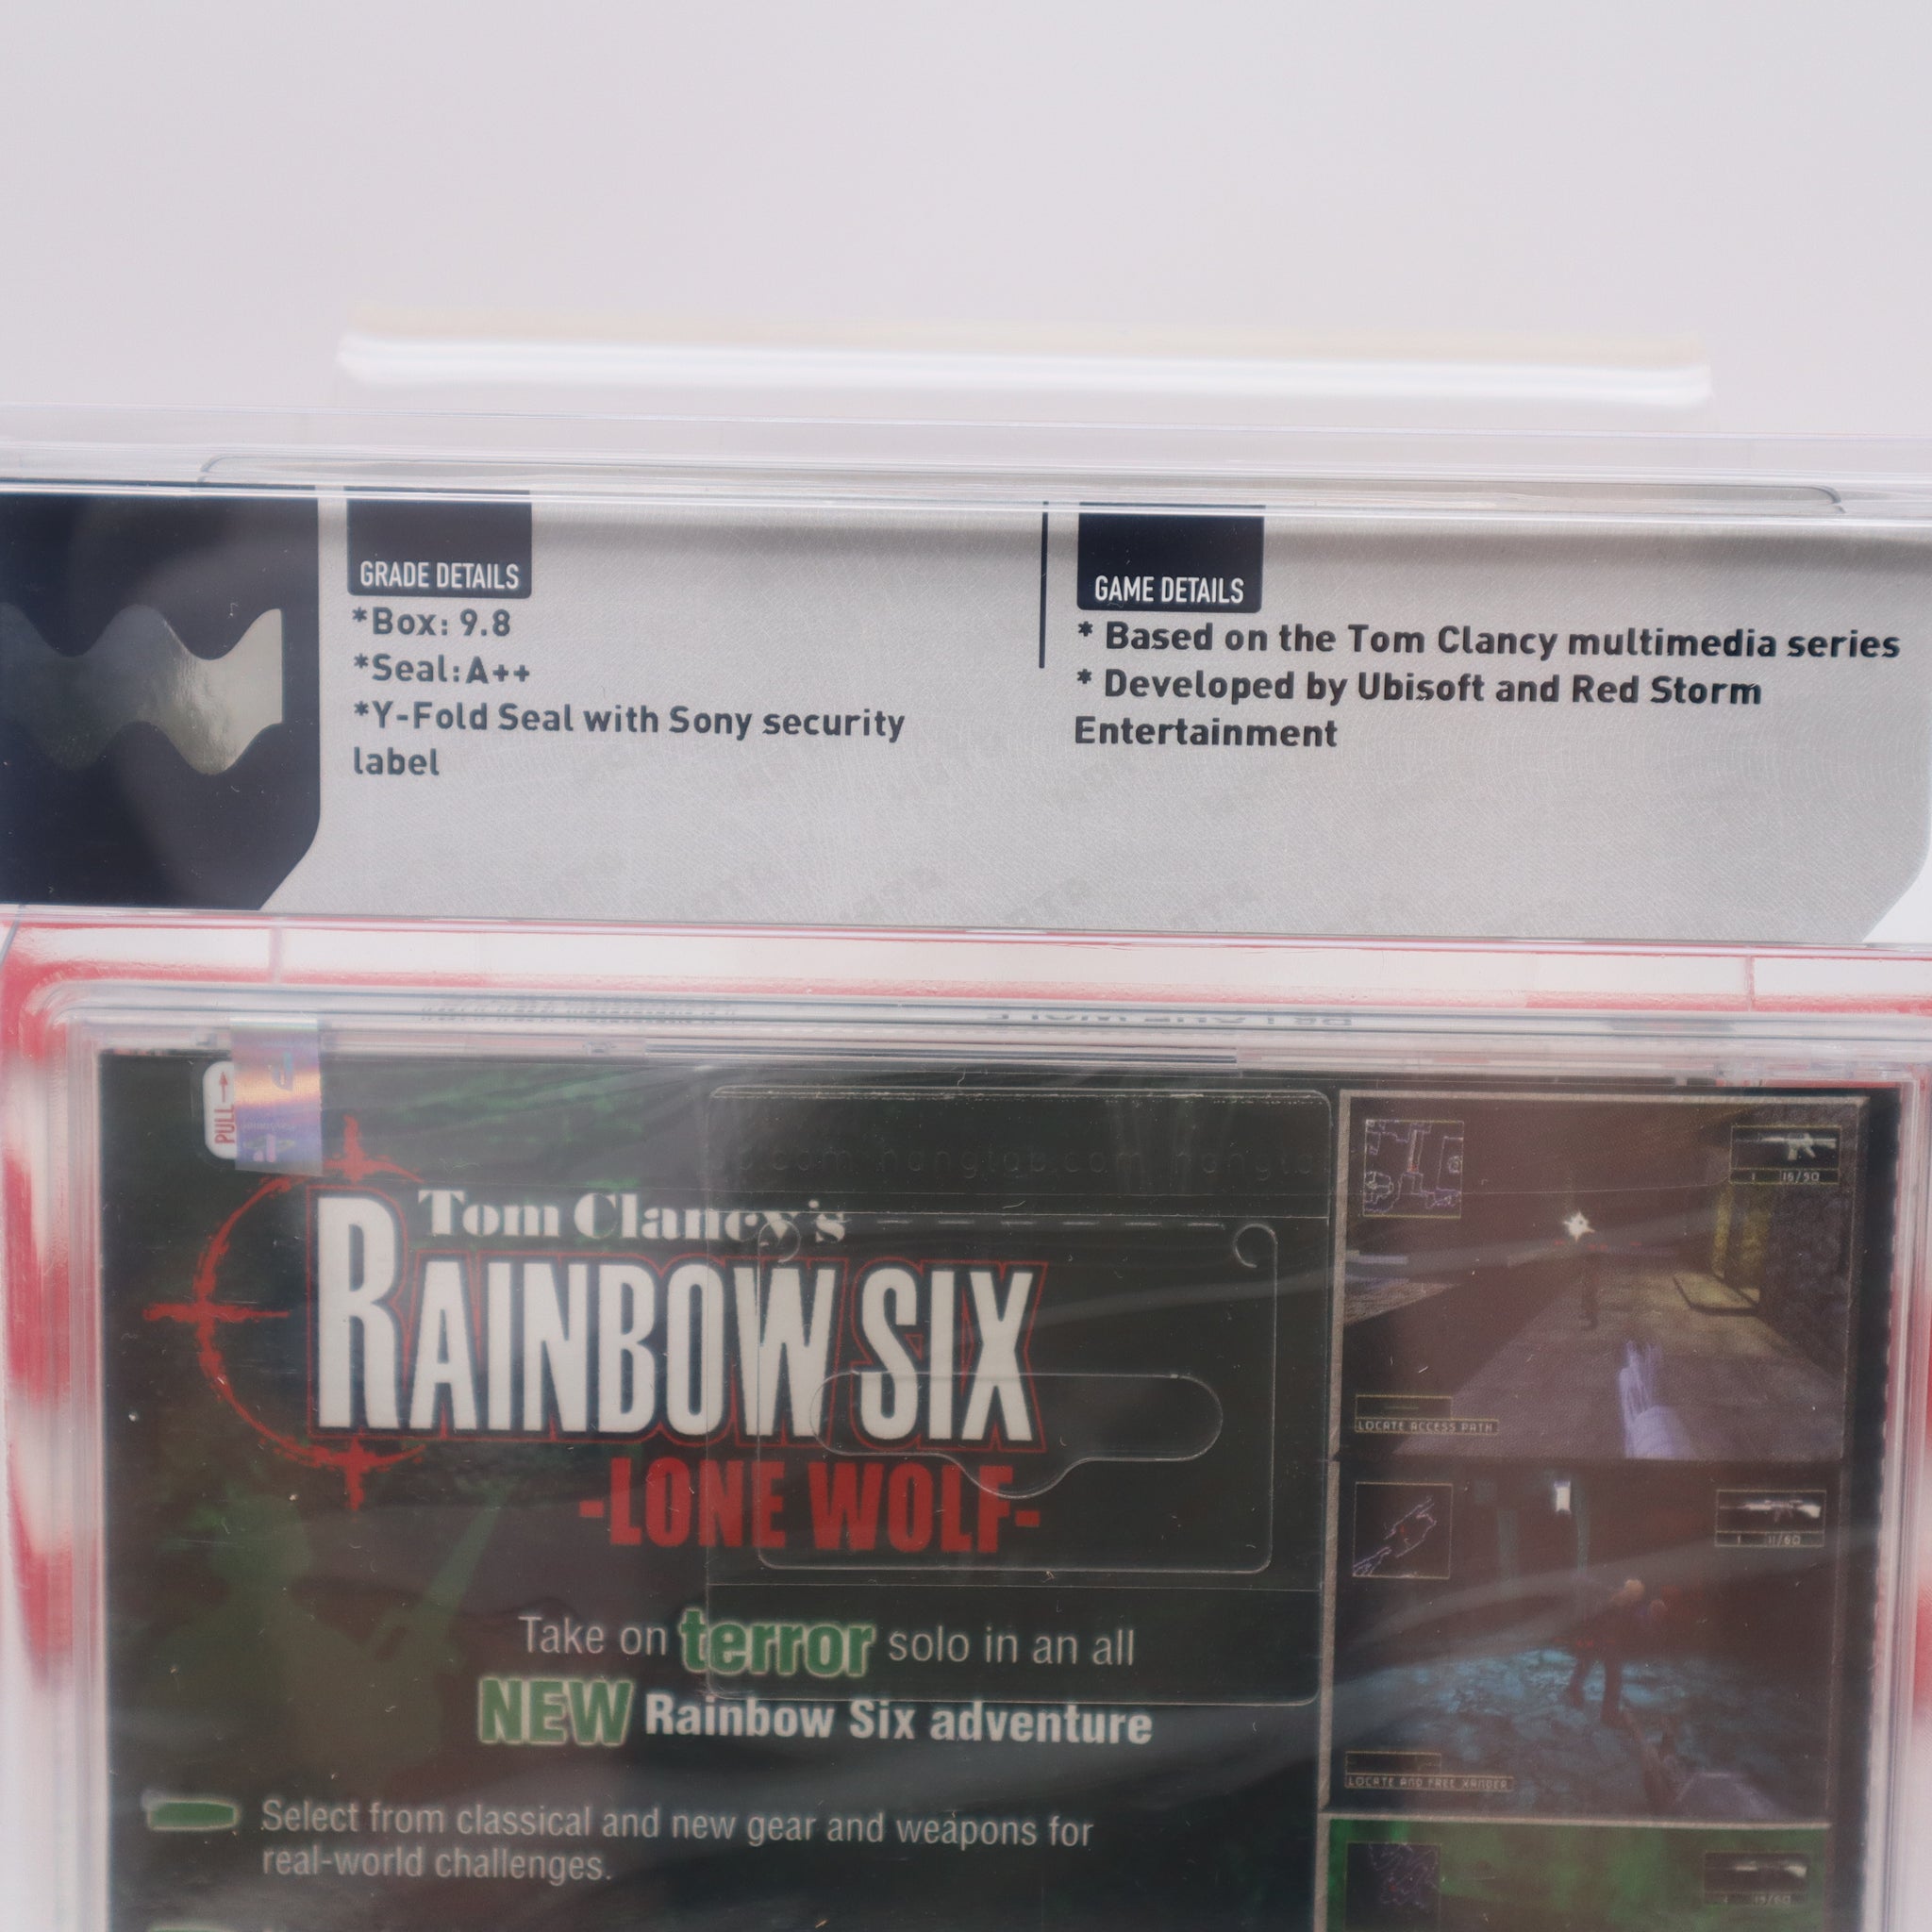 GRADE DETAILS
*Box: 9.8
*Seal:A++
*Y-Fold Seal with Sony security
label
GAME DETAILS
* Based on the Tom Clancy multimedia series
* Developed by Ubisoft and Red Storm
Entertainment
PULL→
Tom Clancy's
RAINBOW SIX
-LONE WOLF-
Take on terror solo in an all
NEW Rainbow Six adventure
Select from classical and new gear and weapons for
real-world challenges.
LOCATE ACCESS PATH
LOCATE AND FREE XANDER